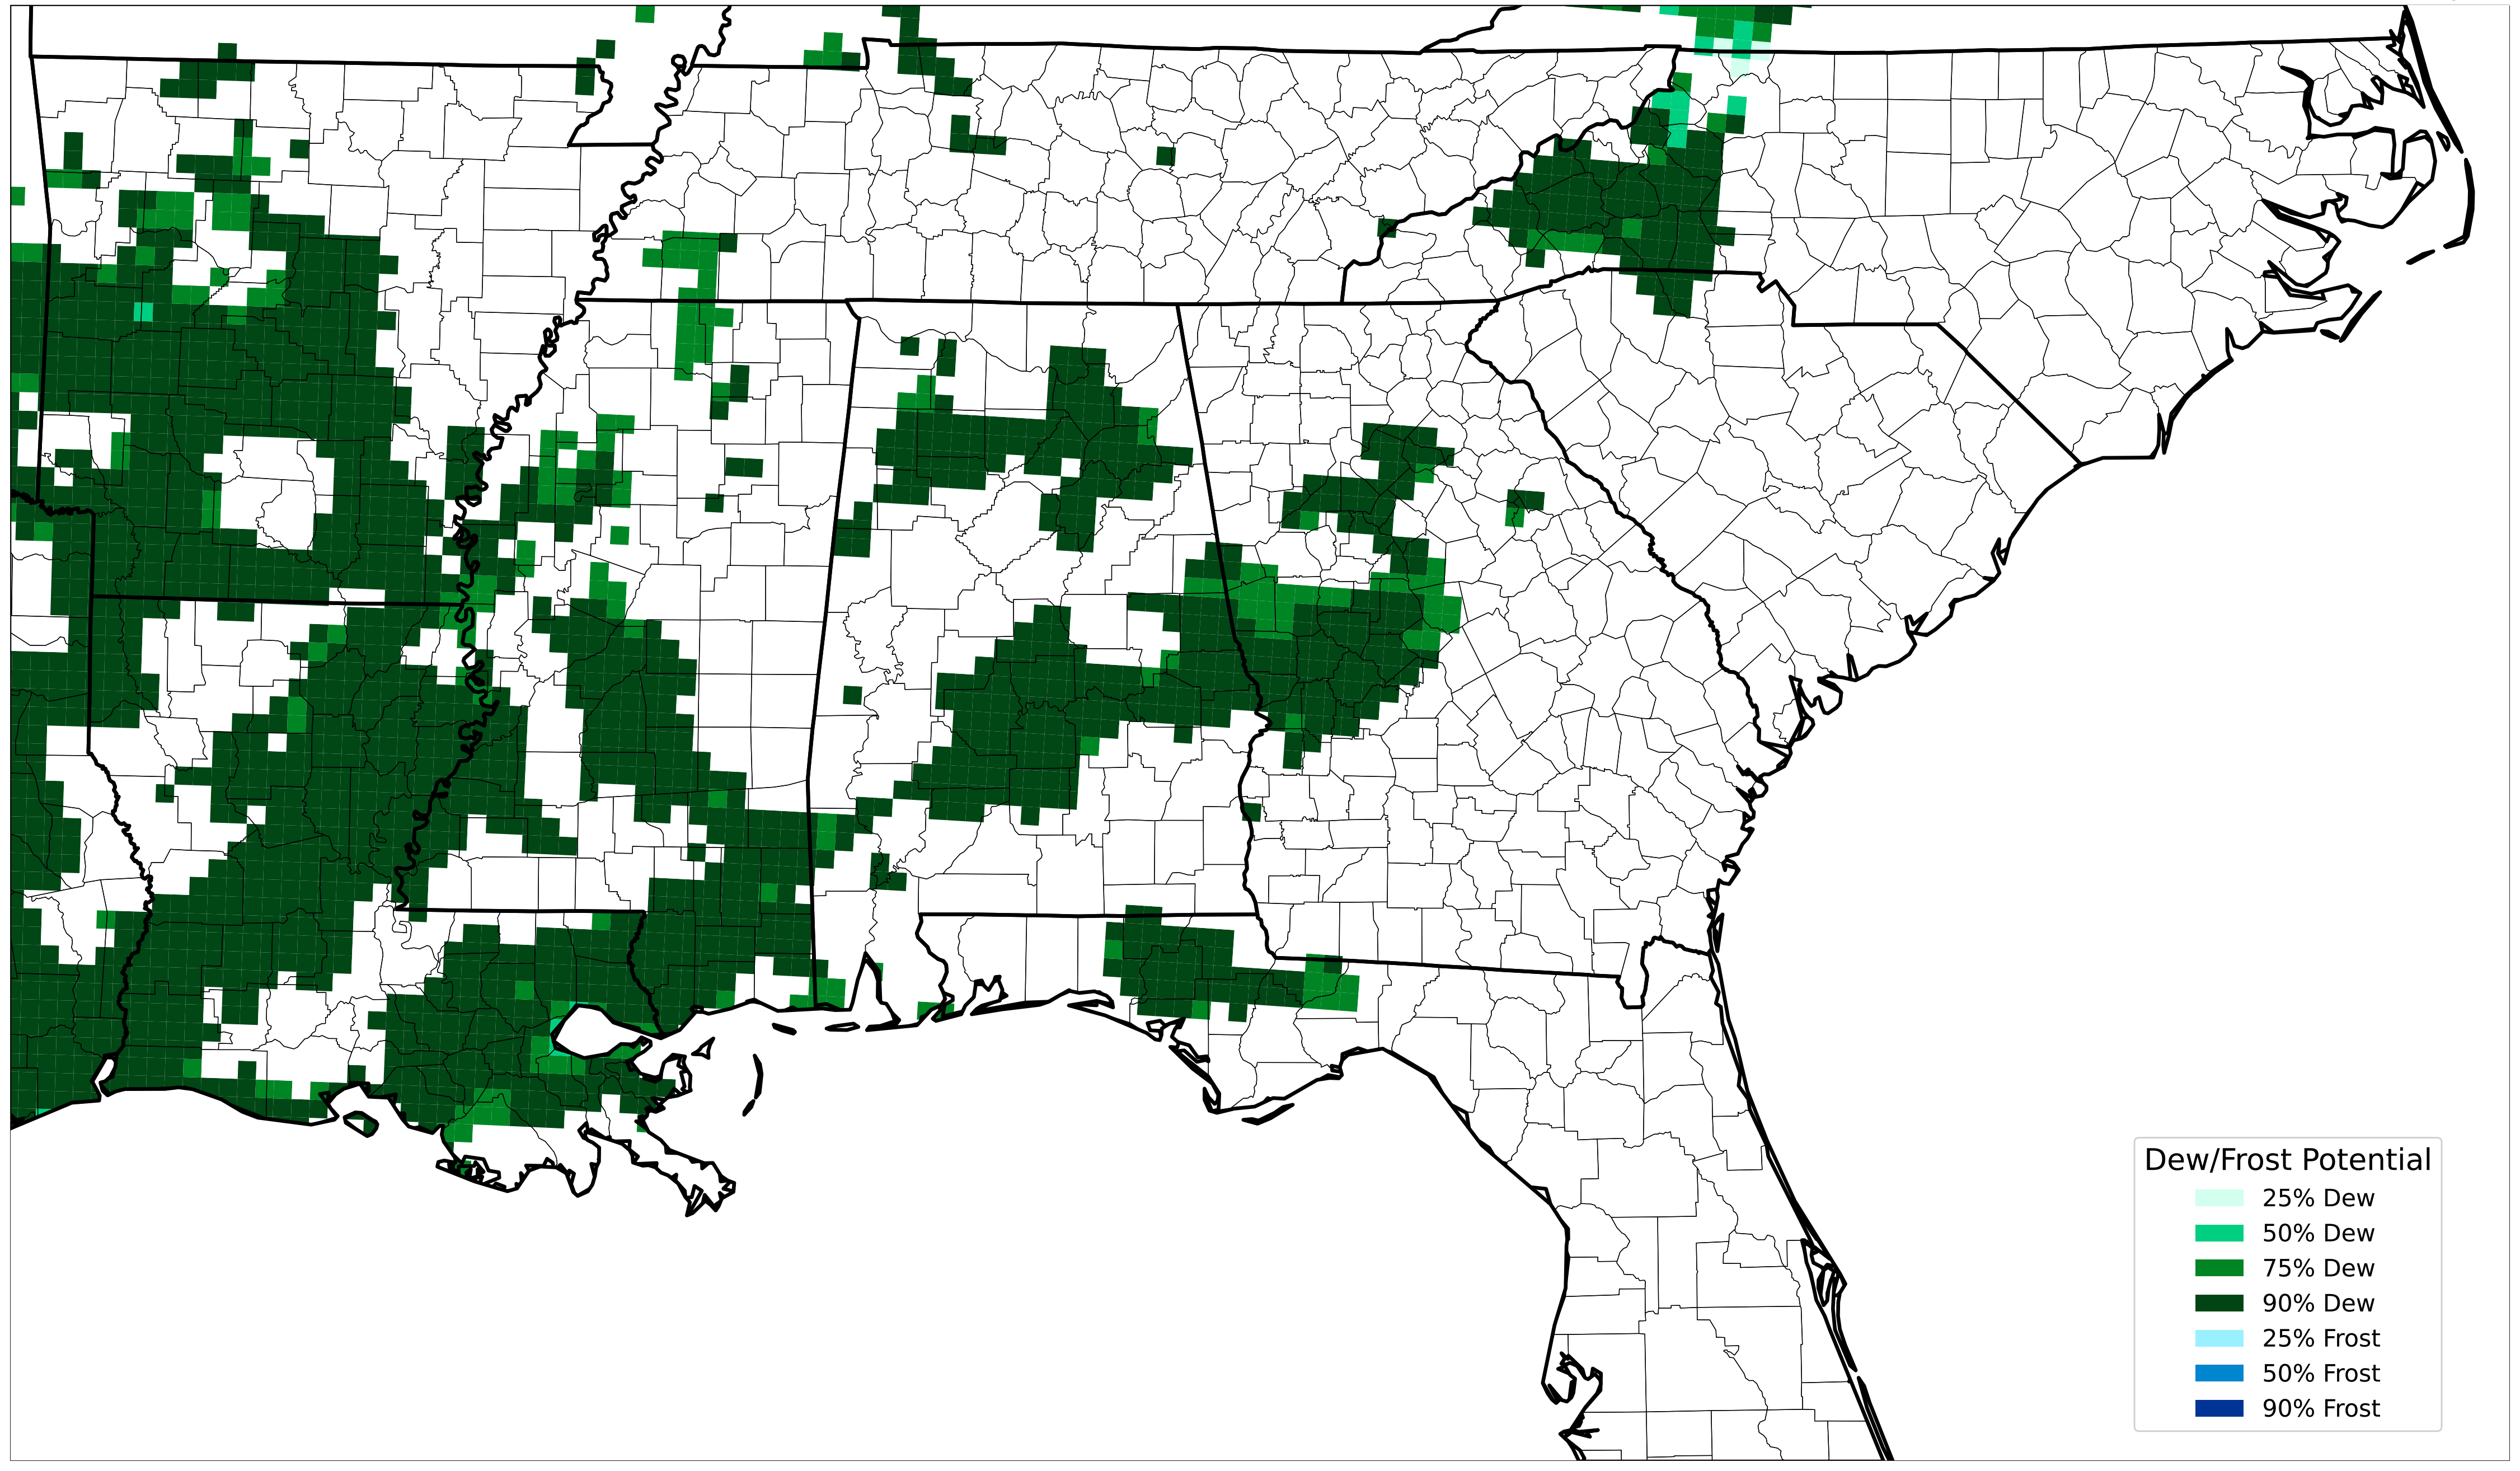 Dew/Frost Potential
25% Dew
50% Dew
75% Dew
90% Dew
25% Frost
50% Frost
90% Frost